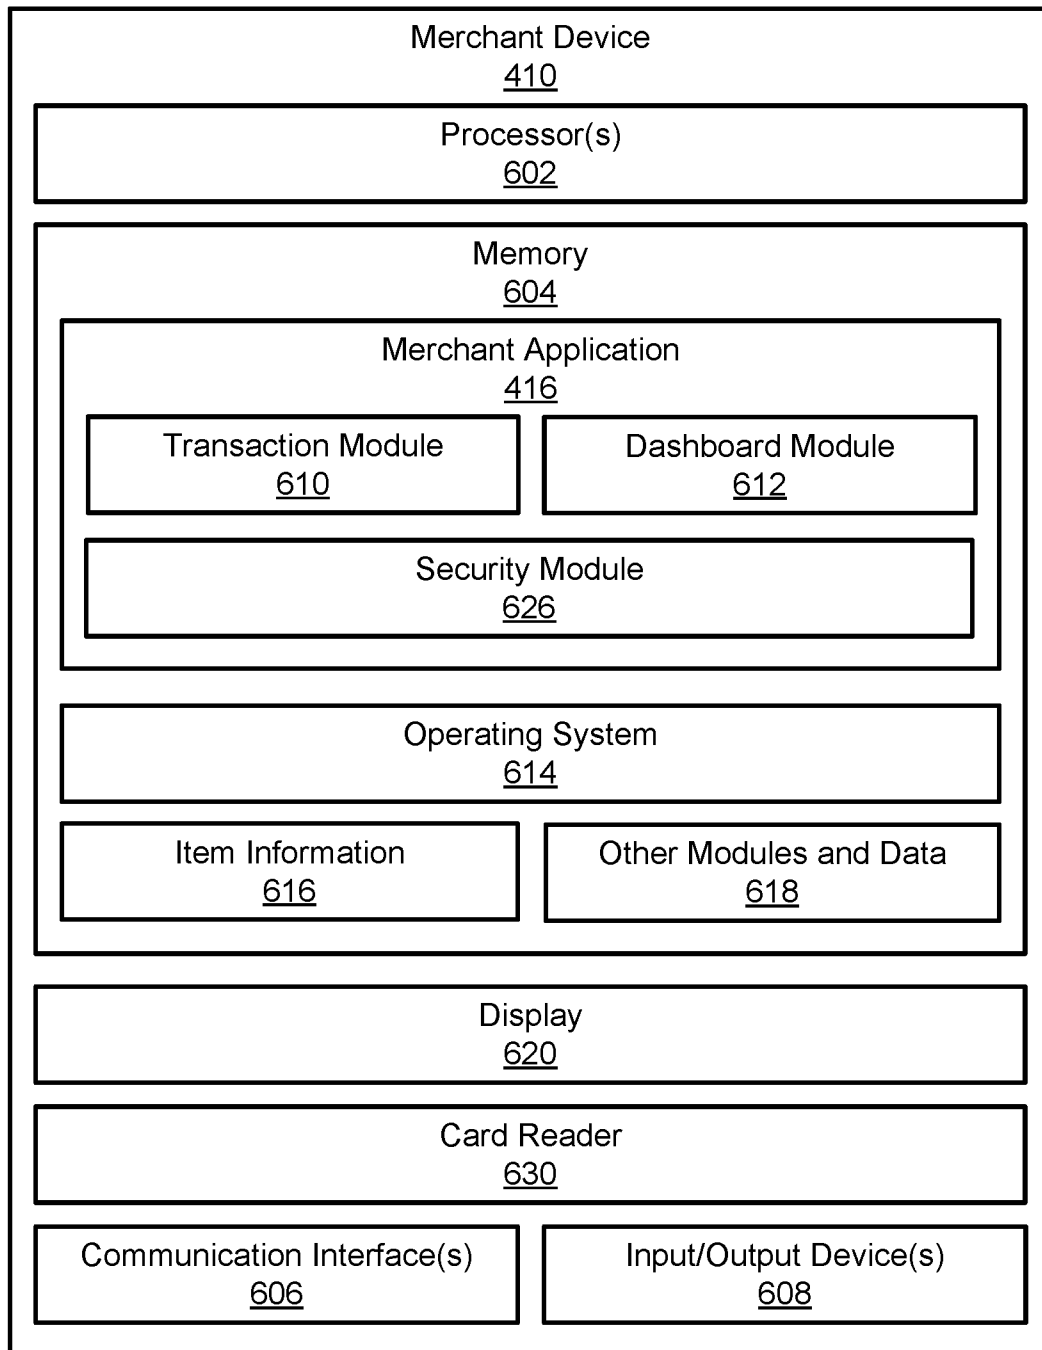 Merchant Device
410
Processor(s)
602
Memory
604
Merchant Application
416
Transaction Module
610
Dashboard Module
612
Security Module
626
Operating System
614
Item Information
616
Other Modules and Data
618
Display
620
Card Reader
630
Communication Interface(s)
606
Input/Output Device(s)
608